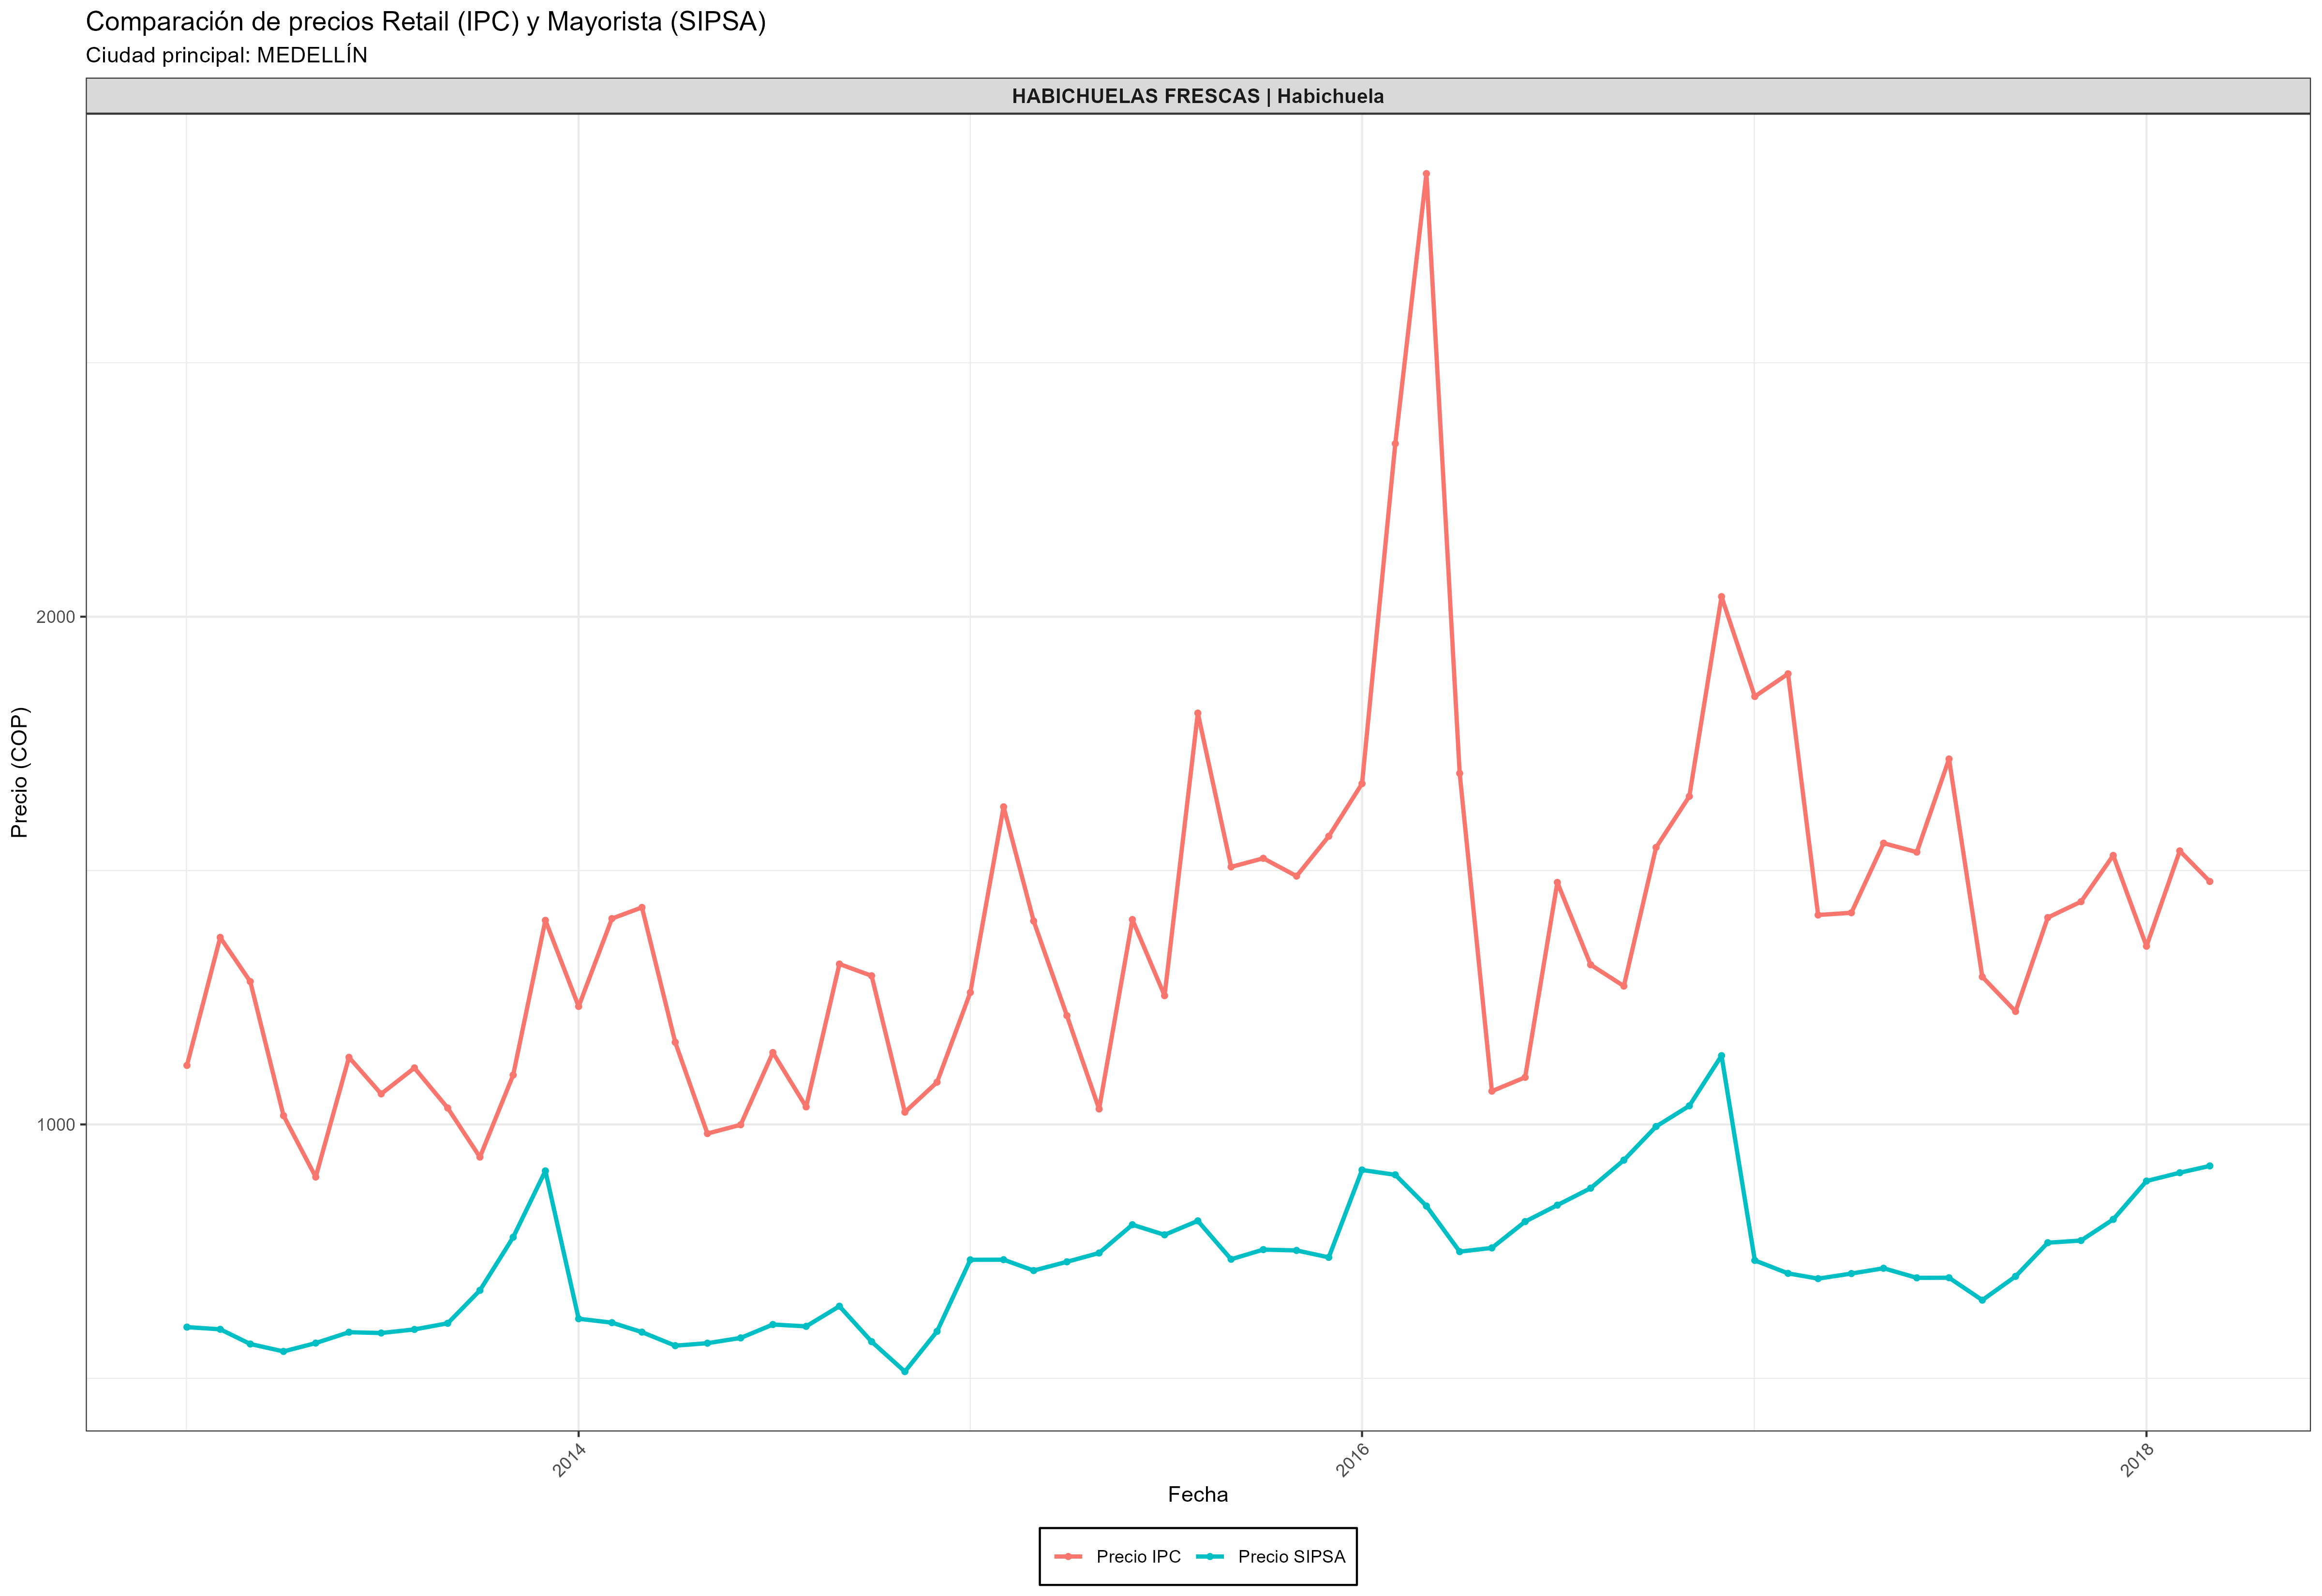 Comparación de precios Retail (IPC) y Mayorista (SIPSA)
Ciudad principal: MEDELLÍN
HABICHUELAS FRESCAS | Habichuela
Precio (COP)
2000
1000
2014
2016
2018
Fecha
Precio IPC
Precio SIPSA